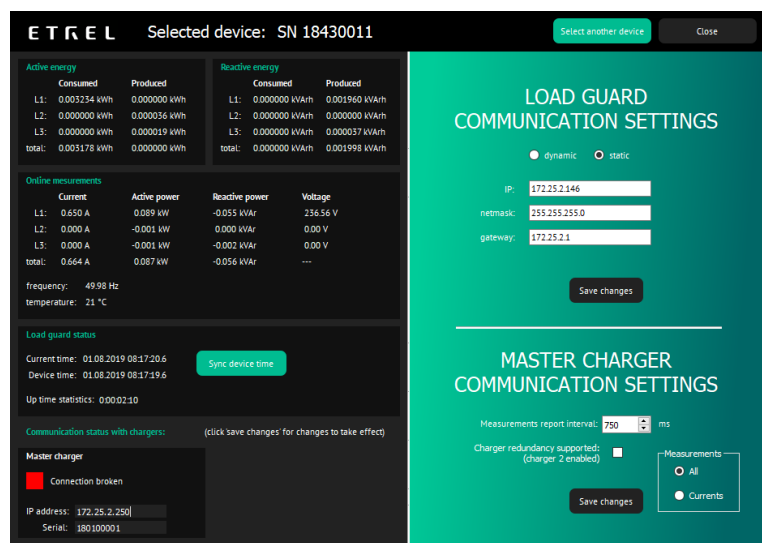 ETREL Selected device: SN 18430011 Select another device Close
Active energy
Consumed Produced
L1: 0.003234 kWh 0.000000 kWh
L2: 0.000000 kWh 0.000036 kWh
L3: 0.000000 kWh 0.000019 kWh
total: 0.003178 kWh 0.000000 kWh
Reactive energy
Consumed Produced
L1: 0.000000 kVArh 0.001960 kVArh
L2: 0.000000 kVArh 0.000000 kVArh
L3: 0.000000 kVArh 0.000037 kVArh
total: 0.000000 kVArh 0.001998 kVArh
Online mesurements
Current Active power Reactive power Voltage
L1: 0.650 A 0.089 kW -0.055 kVAr 236.56 V
L2: 0.000 A -0.001 kW 0.000 kVAr 0.00 V
L3: 0.000 A -0.001 kW -0.002 kVAr 0.00 V
total: 0.664 A 0.087 kW -0.056 kVAr ---
frequency: 49.98 Hz
temperature: 21 °C
Load guard status
Current time: 01.08.2019 08:17:20.6
Device time: 01.08.2019 08:17:19.6
Sync device time
Up time statistics: 0:00:02:10
Communication status with chargers: (click 'save changes' for changes to take effect)
Master charger
Connection broken
IP address: 172.25.2.250
Serial: 180100001
LOAD GUARD
COMMUNICATION SETTINGS
dynamic static
IP: 172.25.2.146
netmask: 255.255.255.0
gateway: 172.25.2.1
Save changes
MASTER CHARGER
COMMUNICATION SETTINGS
Measurements report interval: 750 ms
Charger redundancy supported:
(charger 2 enabled)
Measurements
All
Currents
Save changes